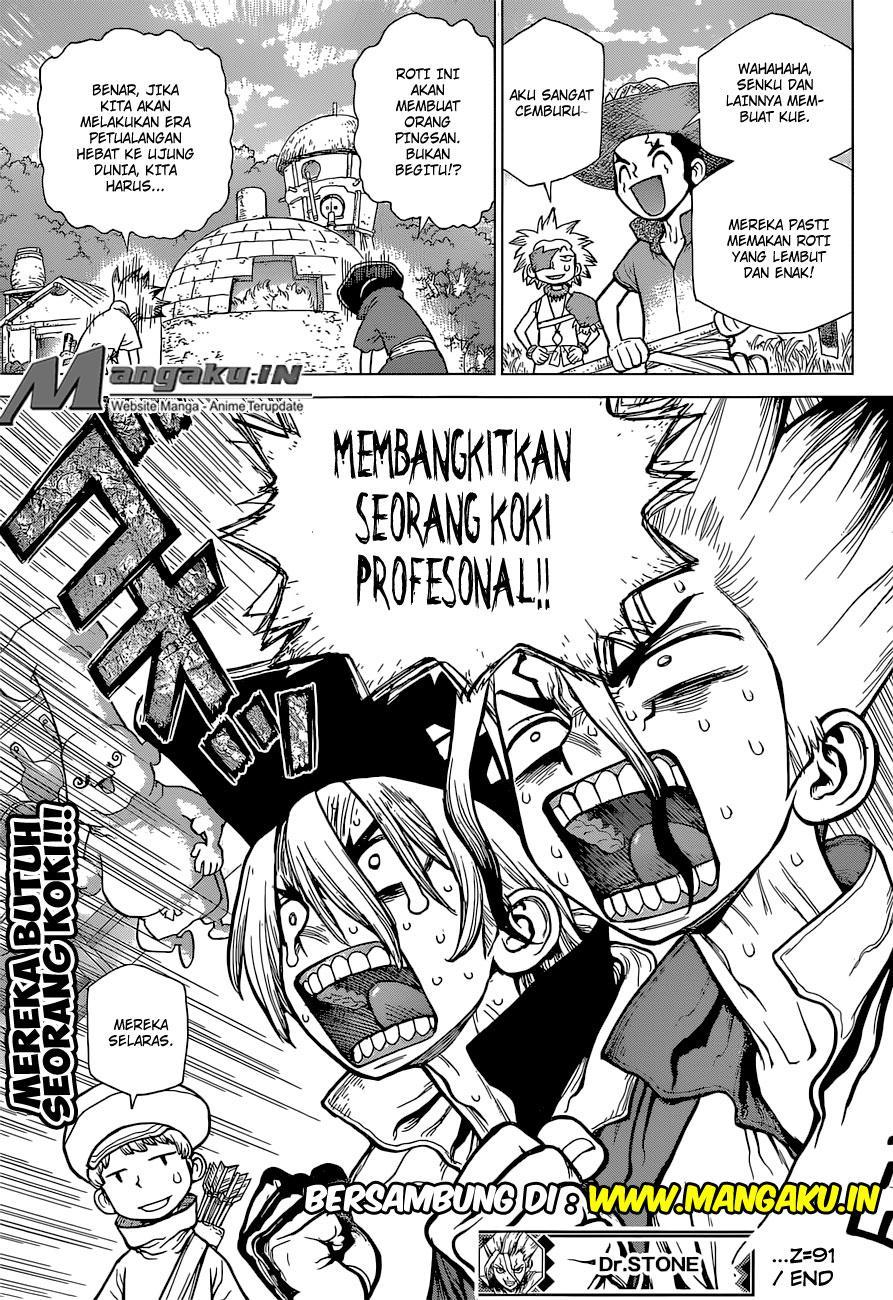 WAHAHAHA,
SENKU DAN
LAINNYA MEM-
BUAT KUE.
MEREKA PASTI
MEMAKAN ROTI
YANG LEMBUT
DAN ENAK!
AKU SANGAT
CEMBURU~
ROTI INI
AKAN
MEMBUAT
ORANG
PINGSAN.
BUKAN
BEGITU!?
BENAR, JIKA
KITA AKAN
MELAKUKAN ERA
PETUALANGAN
HEBAT KE UJUNG
DUNIA, KITA
HARUS...
Mangaku.IN
Website Manga - Anime Terupdate
MEMBANGKITKAN
SEORANG KOKI
PROFESONAL!!
MEREKA BUTUH
SEORANG KOKI!!!
MEREKA
SELARAS.
BERSAMBUNG DI : WWW.MANGAKU.IN
Dr.STONE
...Z=91
/ END